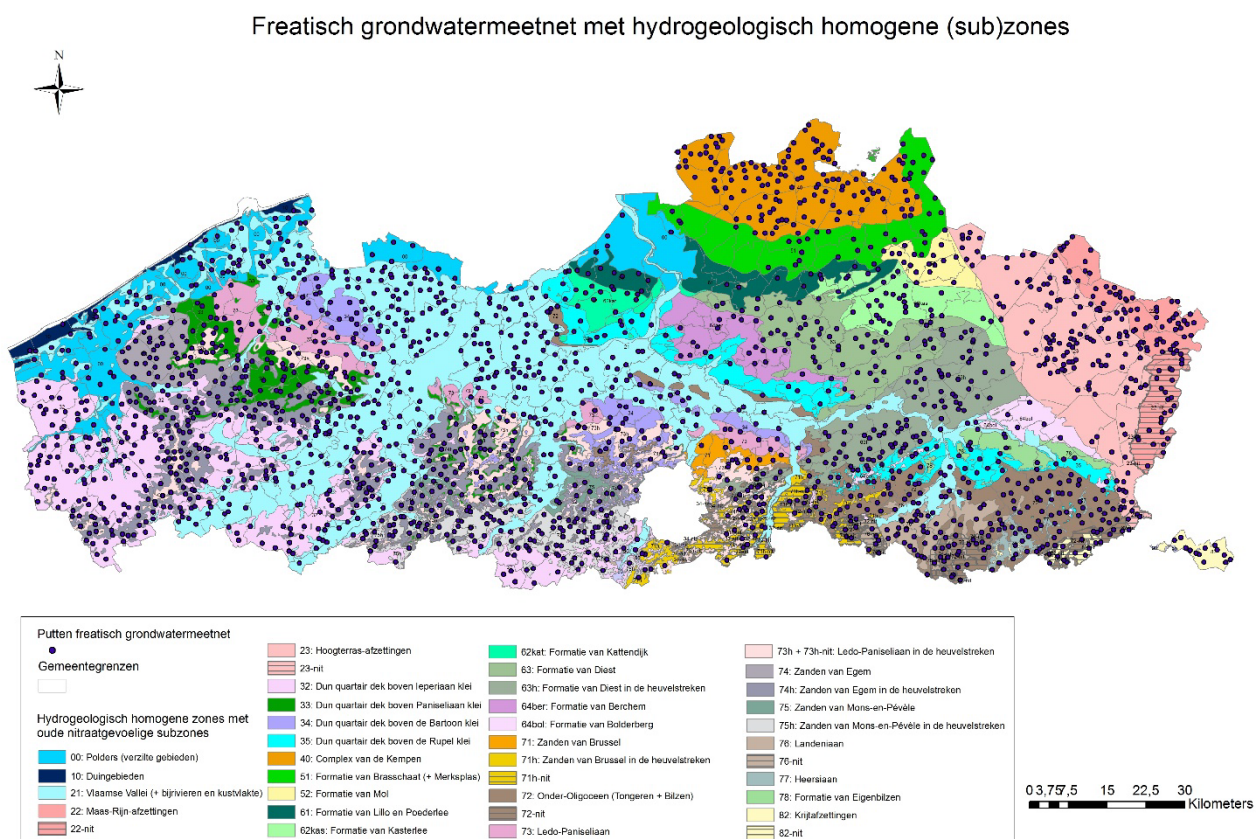 Freatisch grondwatermeetnet met hydrogeologisch homogene (sub)zones
N
Putten freatisch grondwatermeetnet
Gemeentegrenzen
Hydrogeologisch homogene zones met
oude nitraatgevoelige subzones
00: Polders (verzilte gebieden)
10: Duingebieden
21: Vlaamse Vallei (+ bijrivieren en kustvlakte)
22: Maas-Rijn-afzettingen
22-nit
23: Hoogterras-afzettingen
23-nit
32: Dun quartair dek boven Ieperiaan klei
33: Dun quartair dek boven Paniseliaan klei
34: Dun quartair dek boven de Bartoon klei
35: Dun quartair dek boven de Rupel klei
40: Complex van de Kempen
51: Formatie van Brasschaat (+ Merksplas)
52: Formatie van Mol
61: Formatie van Lillo en Poederlee
62kas: Formatie van Kasterlee
62kat: Formatie van Kattendijk
63: Formatie van Diest
63h: Formatie van Diest in de heuvelstreken
64ber: Formatie van Berchem
64bol: Formatie van Bolderberg
71: Zanden van Brussel
71h: Zanden van Brussel in de heuvelstreken
71h-nit
72: Onder-Oligoceen (Tongeren + Bilzen)
72-nit
73: Ledo-Paniseliaan
73h + 73h-nit: Ledo-Paniseliaan in de heuvelstreken
74: Zanden van Egem
74h: Zanden van Egem in de heuvelstreken
75: Zanden van Mons-en-Pévèle
75h: Zanden van Mons-en-Pévèle in de heuvelstreken
76: Landeniaan
76-nit
77: Heersiaan
78: Formatie van Eigenbilzen
82: Krijtafzettingen
82-nit
0 3,75 7,5 15 22,5 30
Kilometers